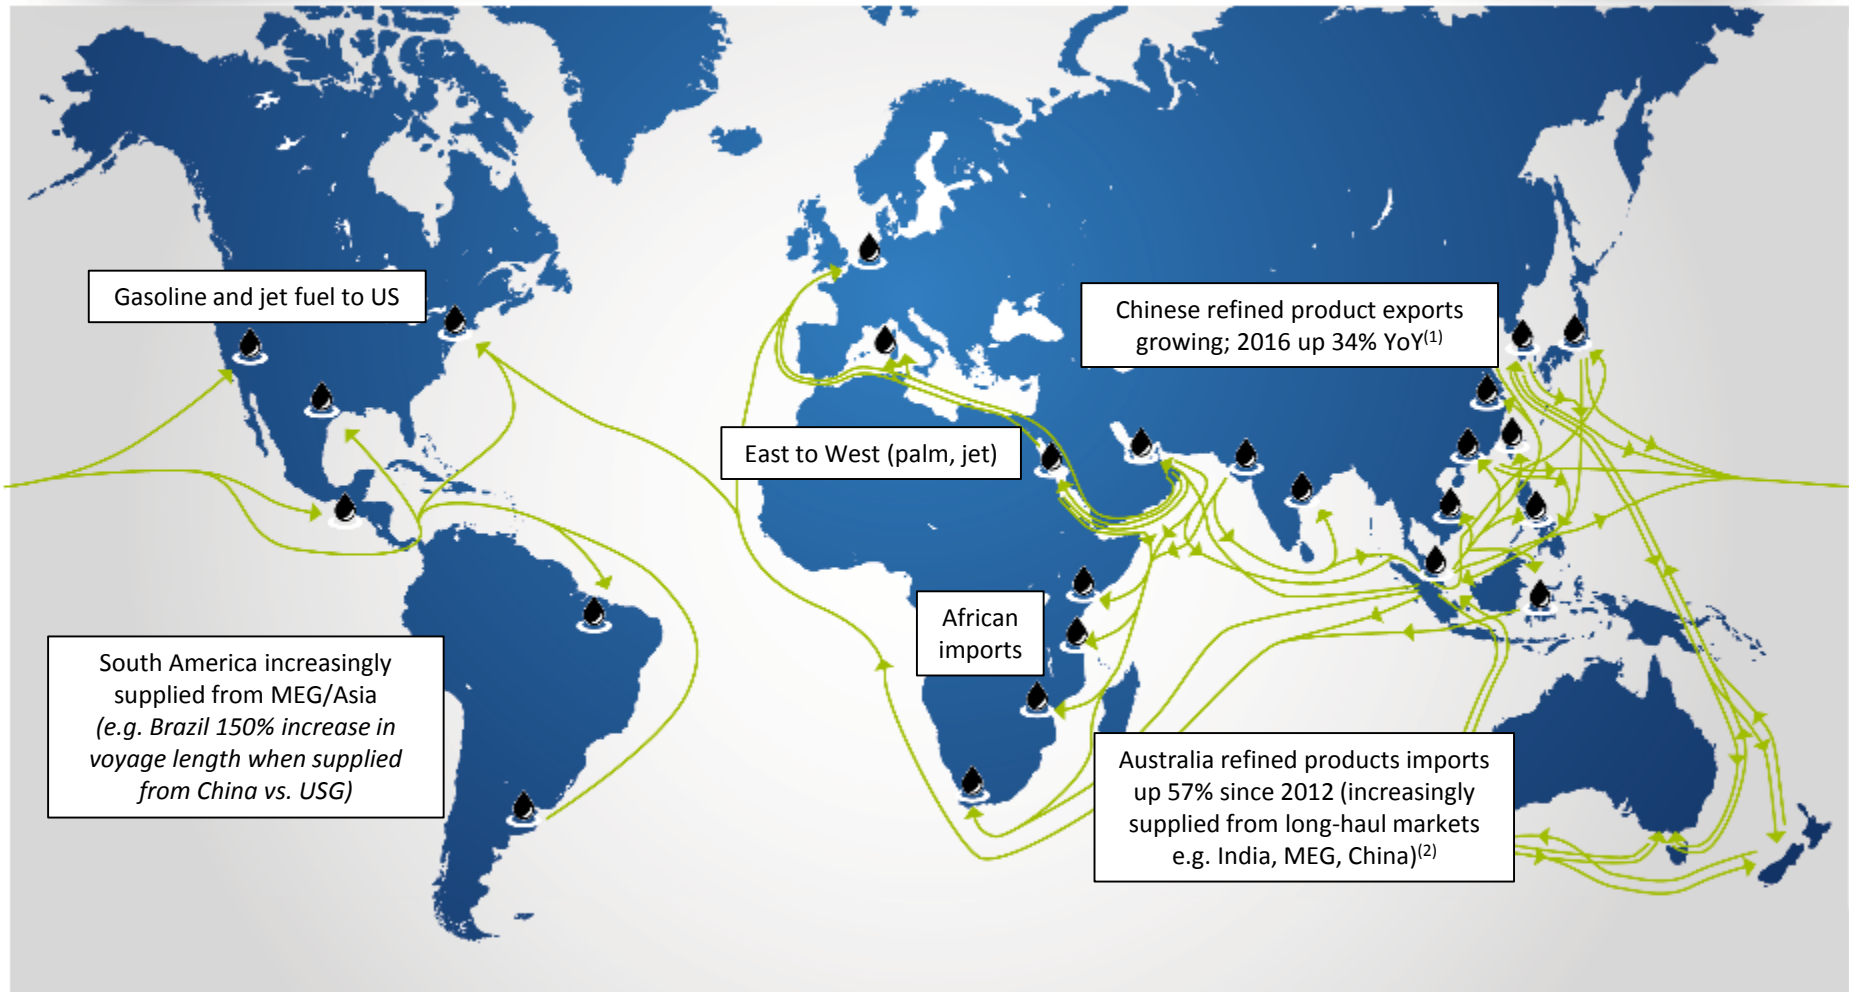 Gasoline and jet fuel to US
Chinese refined product exports
growing; 2016 up 34% YoY(1)
East to West (palm, jet)
African
imports
South America increasingly
supplied from MEG/Asia
(e.g. Brazil 150% increase in
voyage length when supplied
from China vs. USG)
Australia refined products imports
up 57% since 2012 (increasingly
supplied from long-haul markets
e.g. India, MEG, China)(2)